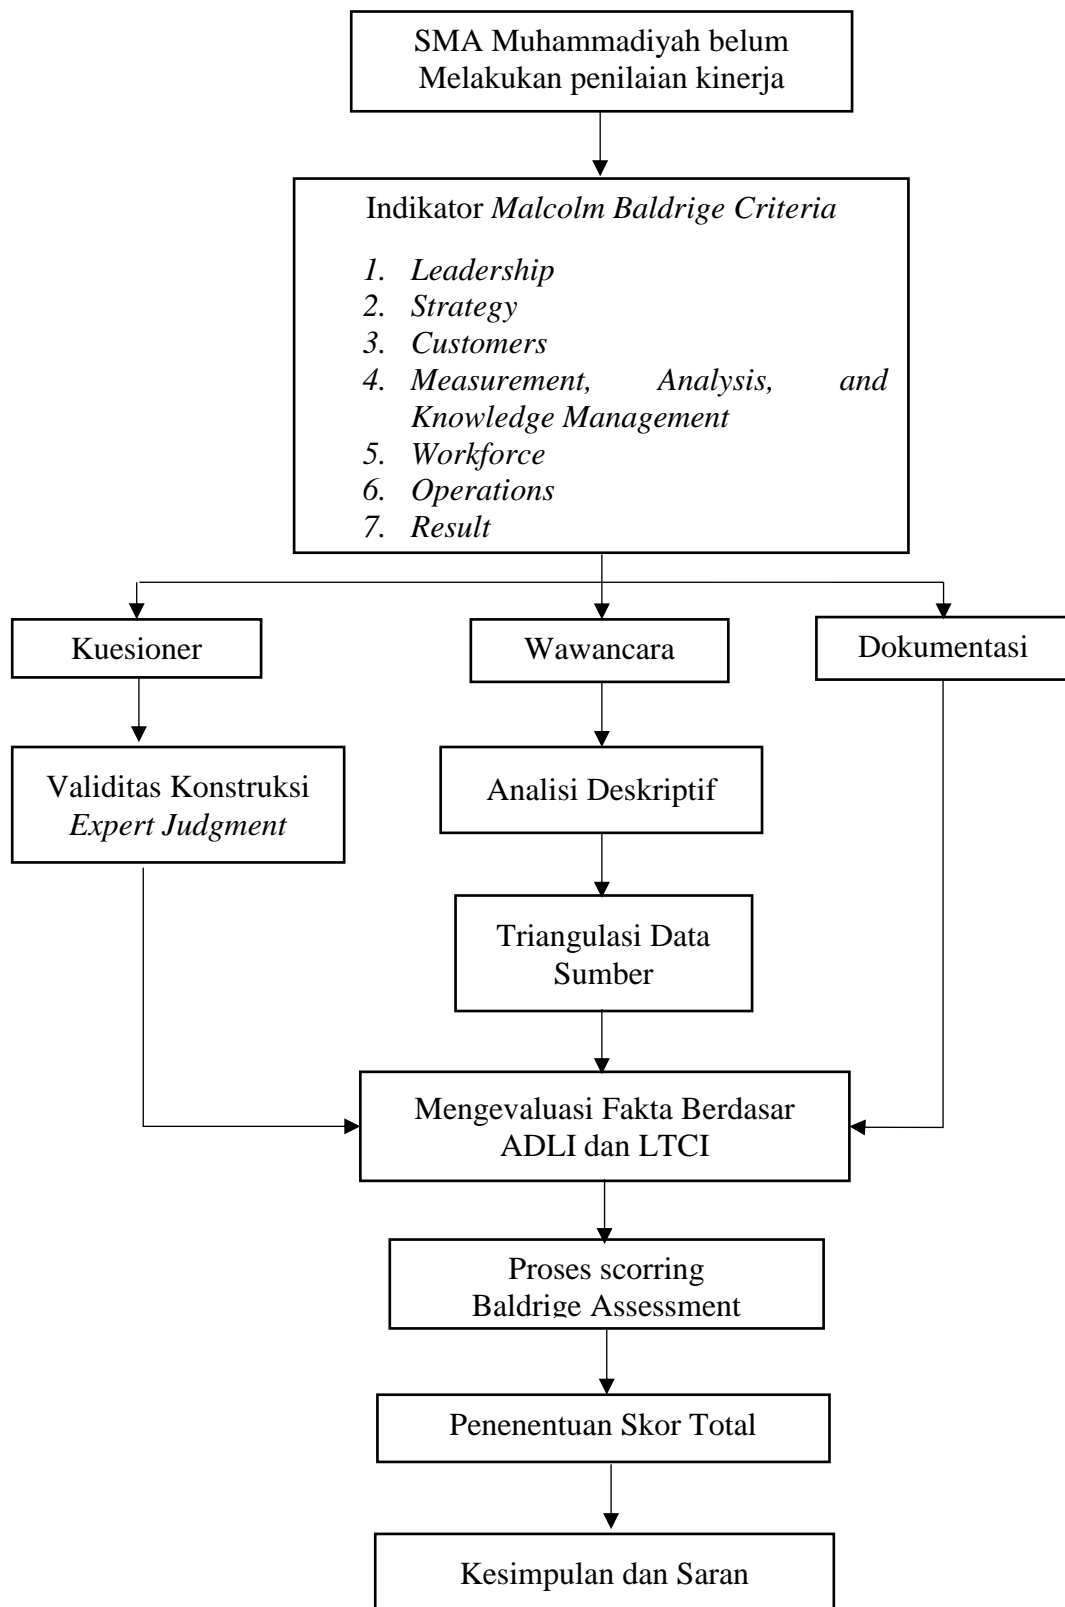 SMA Muhammadiyah belum
Melakukan penilaian kinerja
Indikator Malcolm Baldrige Criteria
1. Leadership
2. Strategy
3. Customers
4. Measurement, Analysis, and
Knowledge Management
5. Workforce
6. Operations
7. Result
Kuesioner
Wawancara
Dokumentasi
Validitas Konstruksi
Expert Judgment
Analisi Deskriptif
Triangulasi Data
Sumber
Mengevaluasi Fakta Berdasar
ADLI dan LTCI
Proses scorring
Baldrige Assessment
Penenentuan Skor Total
Kesimpulan dan Saran